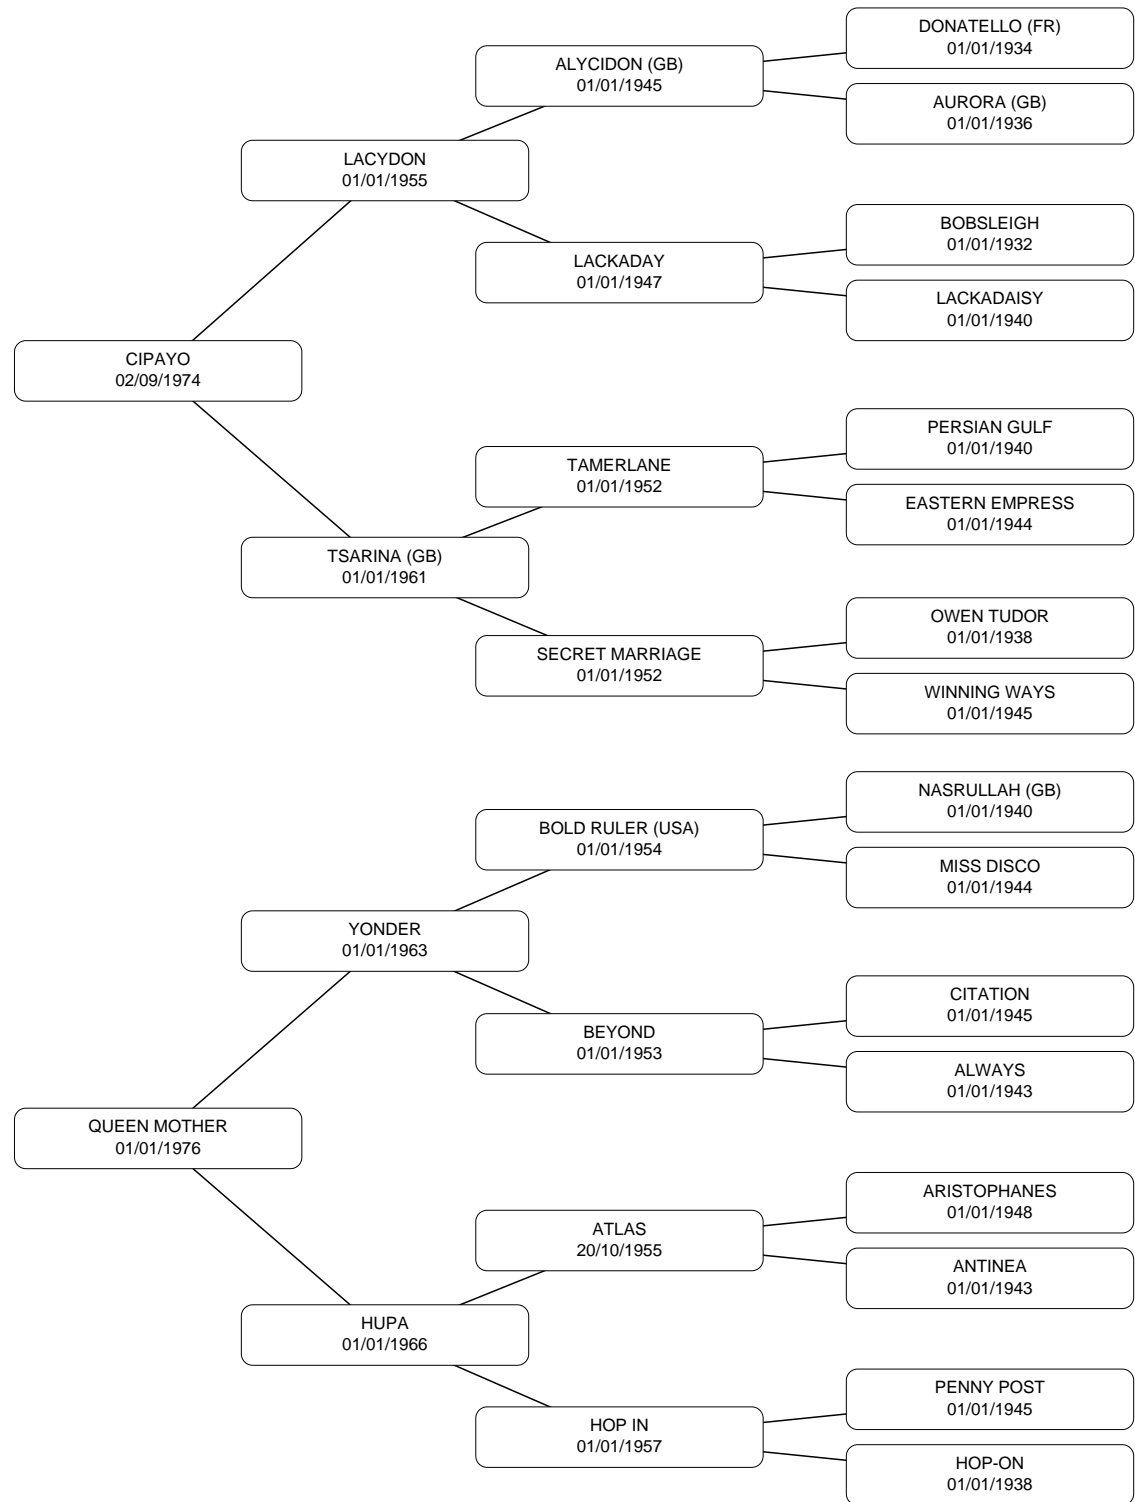 DONATELLO (FR)
01/01/1934
ALYCIDON (GB)
01/01/1945
AURORA (GB)
01/01/1936
LACYDON
01/01/1955
BOBSLEIGH
01/01/1932
LACKADAY
01/01/1947
LACKADAISY
01/01/1940
CIPAYO
02/09/1974
PERSIAN GULF
01/01/1940
TAMERLANE
01/01/1952
EASTERN EMPRESS
01/01/1944
TSARINA (GB)
01/01/1961
OWEN TUDOR
01/01/1938
SECRET MARRIAGE
01/01/1952
WINNING WAYS
01/01/1945
NASRULLAH (GB)
01/01/1940
BOLD RULER (USA)
01/01/1954
MISS DISCO
01/01/1944
YONDER
01/01/1963
CITATION
01/01/1945
BEYOND
01/01/1953
ALWAYS
01/01/1943
QUEEN MOTHER
01/01/1976
ARISTOPHANES
01/01/1948
ATLAS
20/10/1955
ANTINEA
01/01/1943
HUPA
01/01/1966
PENNY POST
01/01/1945
HOP IN
01/01/1957
HOP-ON
01/01/1938